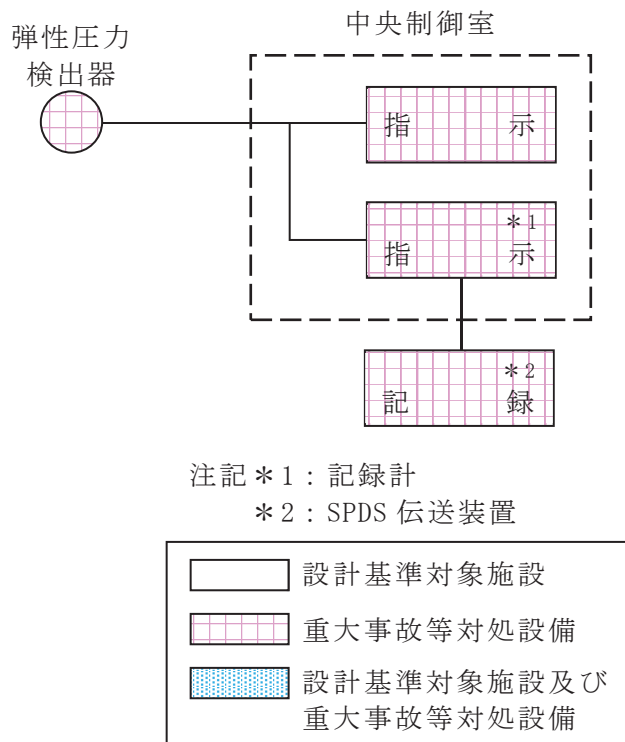 中央制御室
弾性圧力
検出器
指示
＊1
指示
＊2
記録
注記＊1：記録計
＊2：SPDS 伝送装置
設計基準対象施設
重大事故等対処設備
設計基準対象施設及び
重大事故等対処設備